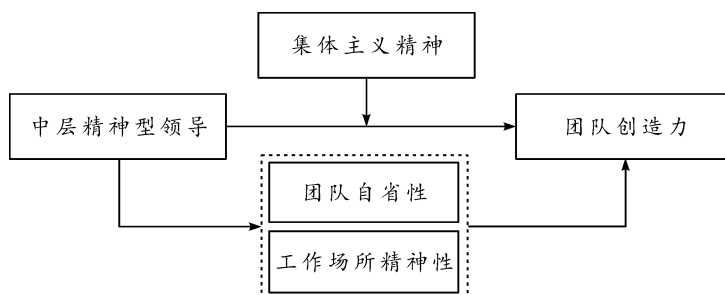 集体主义精神
中层精神型领导
团队创造力
团队自省性
工作场所精神性